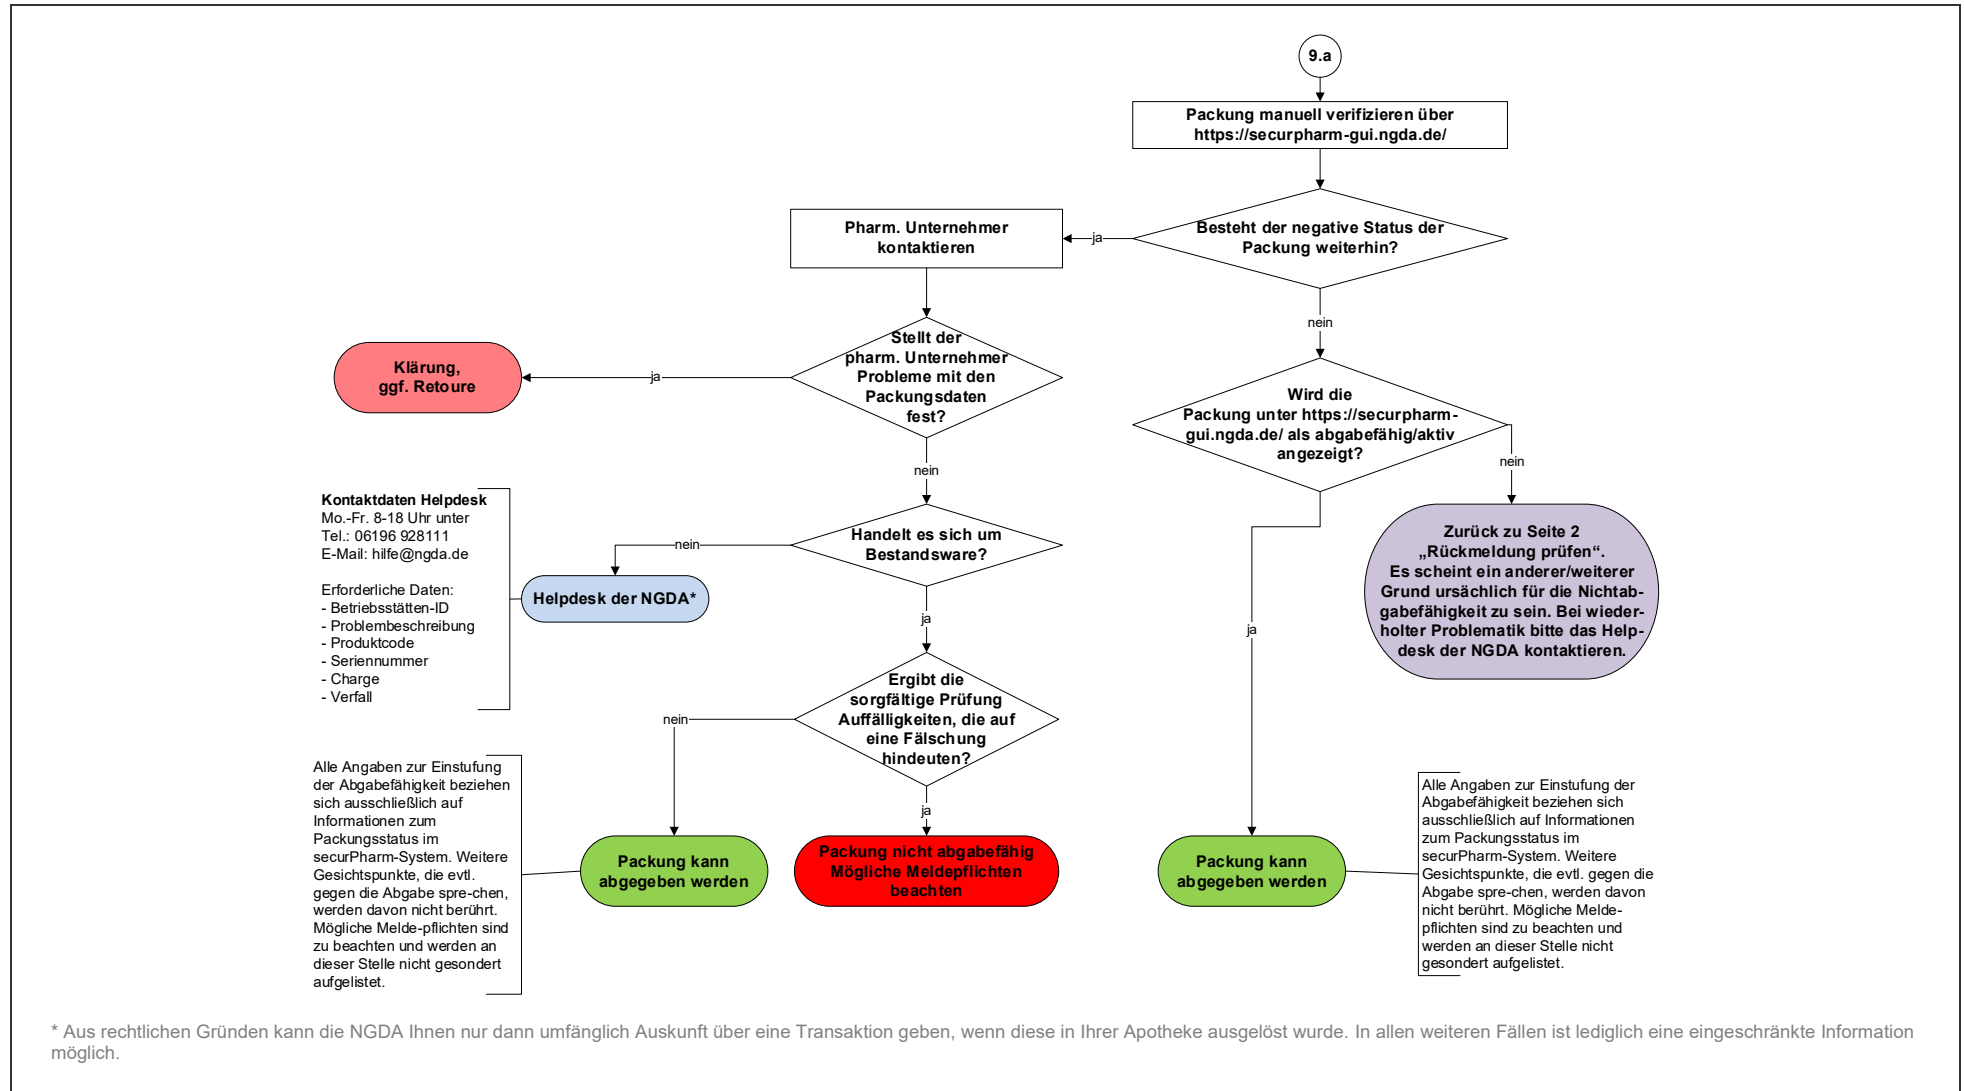 9.a
Packung manuell verifizieren über
https://securpharm-gui.ngda.de/
Besteht der negative Status der
Packung weiterhin?
ja
Pharm. Unternehmer
kontaktieren
nein
Stellt der
pharm. Unternehmer
Probleme mit den
Packungsdaten
fest?
ja
Klärung,
ggf. Retoure
Wird die
Packung unter https://securpharm-
gui.ngda.de/ als abgabefähig/aktiv
angezeigt?
nein
nein
Kontaktdaten Helpdesk
Mo.-Fr. 8-18 Uhr unter
Tel.: 06196 928111
E-Mail: hilfe@ngda.de
Erforderliche Daten:
- Betriebsstätten-ID
- Problembeschreibung
- Produktcode
- Seriennummer
- Charge
- Verfall
Handelt es sich um
Bestandsware?
nein
Helpdesk der NGDA*
Zurück zu Seite 2
„Rückmeldung prüfen“.
Es scheint ein anderer/weiterer
Grund ursächlich für die Nichtab-
gabefähigkeit zu sein. Bei wieder-
holter Problematik bitte das Help-
desk der NGDA kontaktieren.
ja
ja
Ergibt die
sorgfältige Prüfung
Auffälligkeiten, die auf
eine Fälschung
hindeuten?
nein
ja
Alle Angaben zur Einstufung
der Abgabefähigkeit beziehen
sich ausschließlich auf
Informationen zum
Packungsstatus im
securPharm-System. Weitere
Gesichtspunkte, die evtl.
gegen die Abgabe spre-chen,
werden davon nicht berührt.
Mögliche Melde-pflichten sind
zu beachten und werden an
dieser Stelle nicht gesondert
aufgelistet.
Packung kann
abgegeben werden
Packung nicht abgabefähig
Mögliche Meldepflichten
beachten
Packung kann
abgegeben werden
Alle Angaben zur Einstufung der
Abgabefähigkeit beziehen sich
ausschließlich auf Informationen
zum Packungsstatus im
securPharm-System. Weitere
Gesichtspunkte, die evtl. gegen die
Abgabe spre-chen, werden davon
nicht berührt. Mögliche Melde-
pflichten sind zu beachten und
werden an dieser Stelle nicht
gesondert aufgelistet.
* Aus rechtlichen Gründen kann die NGDA Ihnen nur dann umfänglich Auskunft über eine Transaktion geben, wenn diese in Ihrer Apotheke ausgelöst wurde. In allen weiteren Fällen ist lediglich eine eingeschränkte Information
möglich.